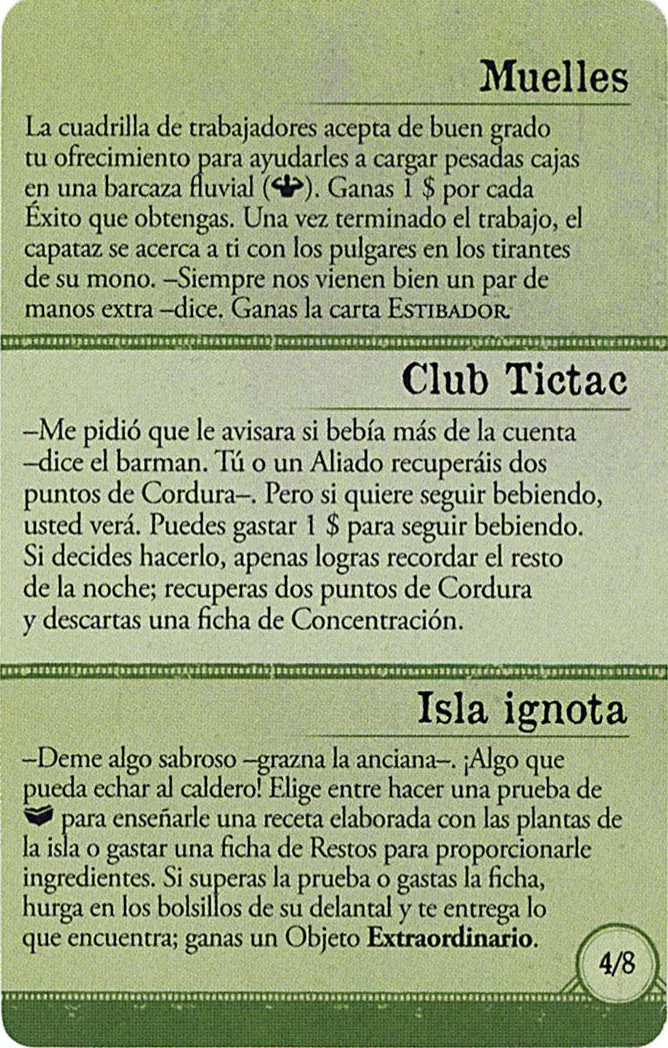 Muelles
La cuadrilla de trabajadores acepta de buen grado
tu ofrecimiento para ayudarles a cargar pesadas cajas
en una barcaza fluvial (). Ganas 1 $ por cada
Éxito que obtengas. Una vez terminado el trabajo, el
capataz se acerca a ti con los pulgares en los tirantes
de su mono. –Siempre nos vienen bien un par de
manos extra –dice. Ganas la carta ESTIBADOR.
Club Tictac
–Me pidió que le avisara si bebía más de la cuenta
–dice el barman. Tú o un Aliado recuperáis dos
puntos de Cordura–. Pero si quiere seguir bebiendo,
usted verá. Puedes gastar 1 $ para seguir bebiendo.
Si decides hacerlo, apenas logras recordar el resto
de la noche; recuperas dos puntos de Cordura
y descartas una ficha de Concentración.
Isla ignota
–Deme algo sabroso –grazna la anciana–. ¡Algo que
pueda echar al caldero! Elige entre hacer una prueba de
para enseñarle una receta elaborada con las plantas de
la isla o gastar una ficha de Restos para proporcionarle
ingredientes. Si superas la prueba o gastas la ficha,
hurga en los bolsillos de su delantal y te entrega lo
que encuentra; ganas un Objeto Extraordinario.
4/8